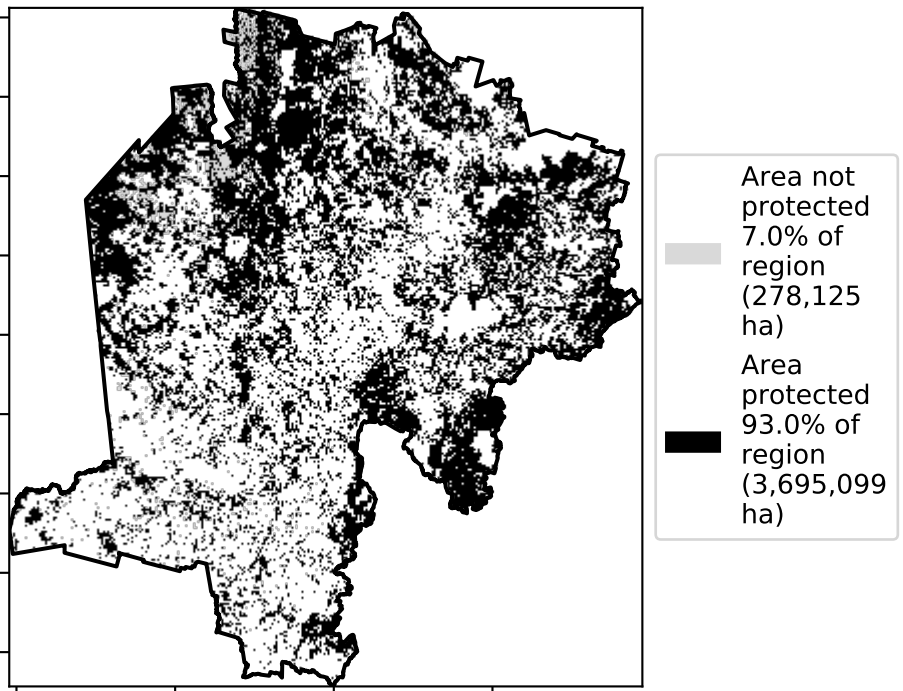 Area not
protected
7.0% of
region
(278,125
ha)
Area
protected
93.0% of
region
(3,695,099
ha)